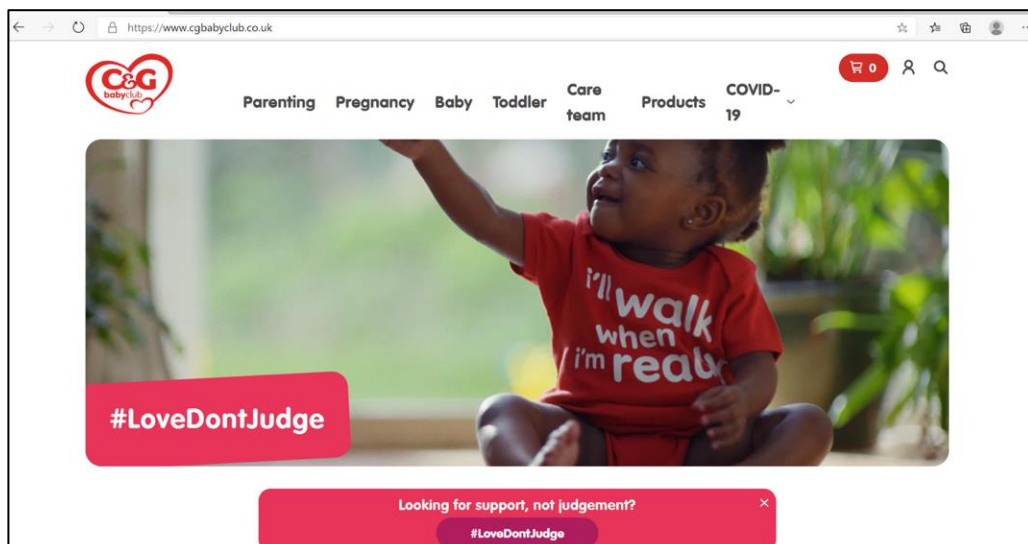 https://www.cgbabyclub.co.uk
C&G
babyclub
0
Parenting Pregnancy Baby Toddler Care team Products COVID-19
i'll walk
when
i'm ready
#LoveDontJudge
Looking for support, not judgement?
#LoveDontJudge